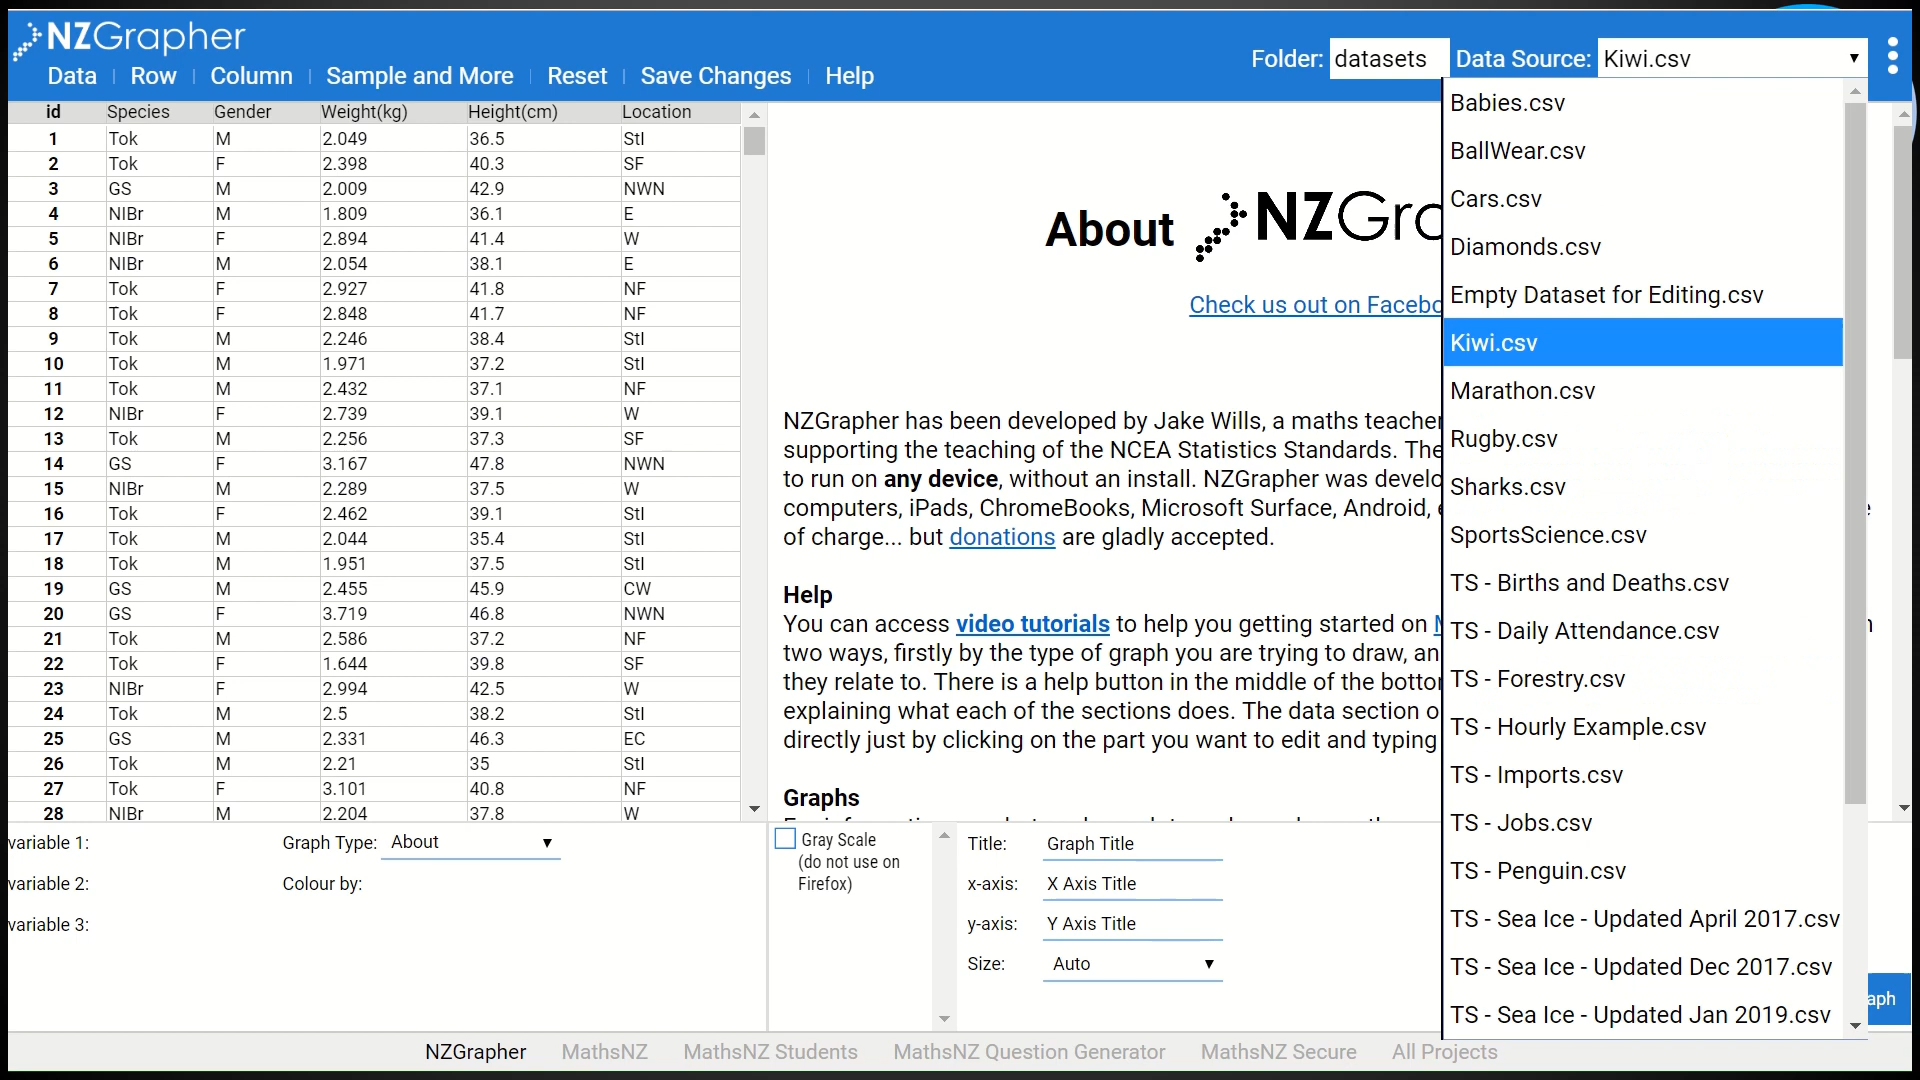 NZGrapher
Data Row Column Sample and More Reset Save Changes Help
Folder: datasets Data Source: Kiwi.csv
id Species Gender Weight(kg) Height(cm) Location
1 Tok M 2.049 36.5 StI
2 Tok F 2.398 40.3 SF
3 GS M 2.009 42.9 NWN
4 NIBr M 1.809 36.1 E
5 NIBr F 2.894 41.4 W
6 NIBr M 2.054 38.1 E
7 Tok F 2.927 41.8 NF
8 Tok F 2.848 41.7 NF
9 Tok M 2.246 38.4 StI
10 Tok M 1.971 37.2 StI
11 Tok M 2.432 37.1 NF
12 NIBr F 2.739 39.1 W
13 Tok M 2.256 37.3 SF
14 GS F 3.167 47.8 NWN
15 NIBr M 2.289 37.5 W
16 Tok F 2.462 39.1 StI
17 Tok M 2.044 35.4 StI
18 Tok M 1.951 37.5 StI
19 GS M 2.455 45.9 CW
20 GS F 3.719 46.8 NWN
21 Tok M 2.586 37.2 NF
22 Tok F 1.644 39.8 SF
23 NIBr F 2.994 42.5 W
24 Tok M 2.5 38.2 StI
25 GS M 2.331 46.3 EC
26 Tok M 2.21 35 StI
27 Tok F 3.101 40.8 NF
28 NIBr M 2.204 37.8 W
About NZGra
Check us out on Facebo
NZGrapher has been developed by Jake Wills, a maths teacher
supporting the teaching of the NCEA Statistics Standards. The
to run on any device, without an install. NZGrapher was develo
computers, iPads, ChromeBooks, Microsoft Surface, Android, e
of charge... but donations are gladly accepted.
Help
You can access video tutorials to help you getting started on
two ways, firstly by the type of graph you are trying to draw, an
they relate to. There is a help button in the middle of the botto
explaining what each of the sections does. The data section o
directly just by clicking on the part you want to edit and typing
Graphs
Babies.csv
BallWear.csv
Cars.csv
Diamonds.csv
Empty Dataset for Editing.csv
Kiwi.csv
Marathon.csv
Rugby.csv
Sharks.csv
SportsScience.csv
TS - Births and Deaths.csv
TS - Daily Attendance.csv
TS - Forestry.csv
TS - Hourly Example.csv
TS - Imports.csv
TS - Jobs.csv
TS - Penguin.csv
TS - Sea Ice - Updated April 2017.csv
TS - Sea Ice - Updated Dec 2017.csv
TS - Sea Ice - Updated Jan 2019.csv
variable 1:
variable 2:
variable 3:
Graph Type: About
Colour by:
Gray Scale
(do not use on
Firefox)
Title: Graph Title
x-axis: X Axis Title
y-axis: Y Axis Title
Size: Auto
aph
NZGrapher MathsNZ MathsNZ Students MathsNZ Question Generator MathsNZ Secure All Projects